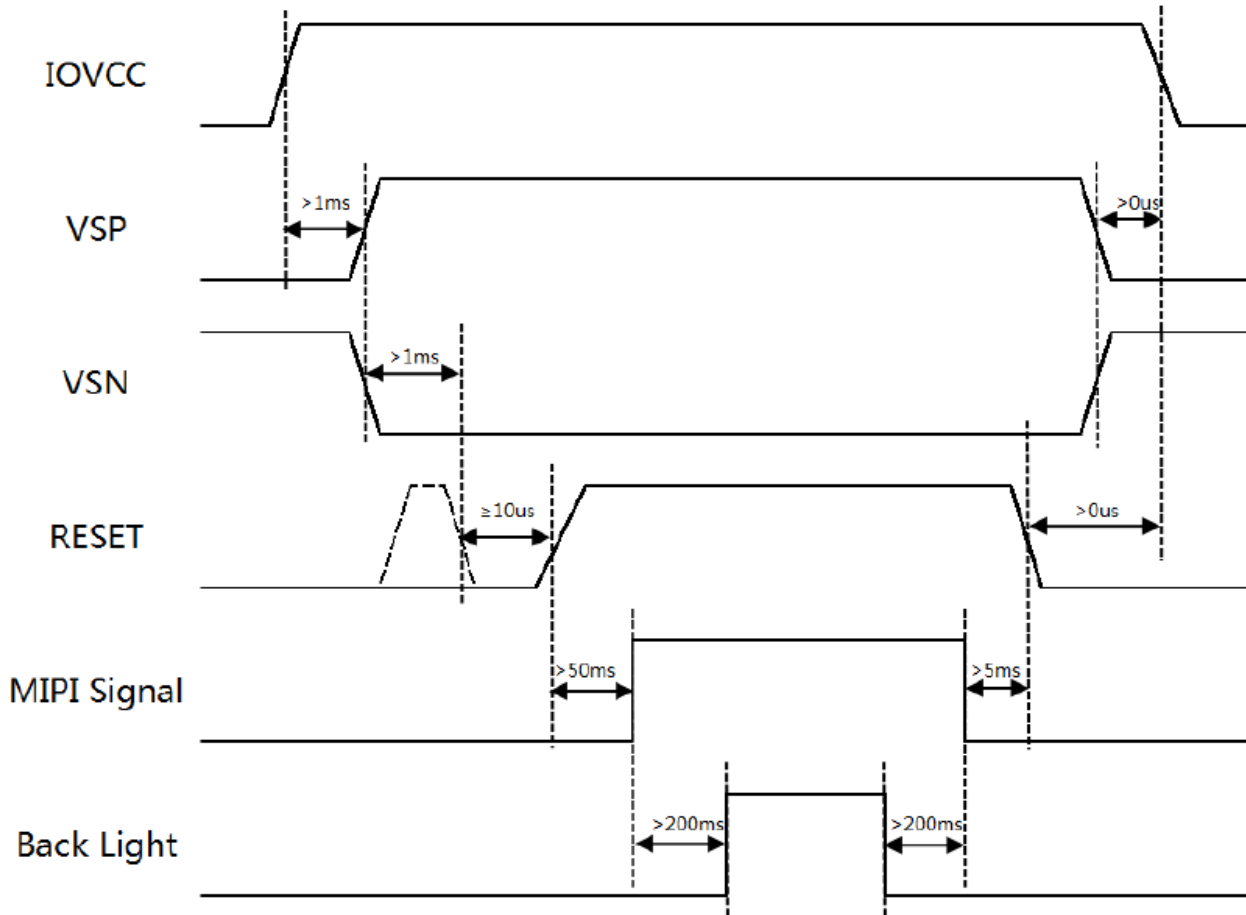 IOVCC
>1ms
>0us
VSP
>1ms
VSN
≥10us
>0us
RESET
>50ms
>5ms
MIPI Signal
>200ms
>200ms
Back Light